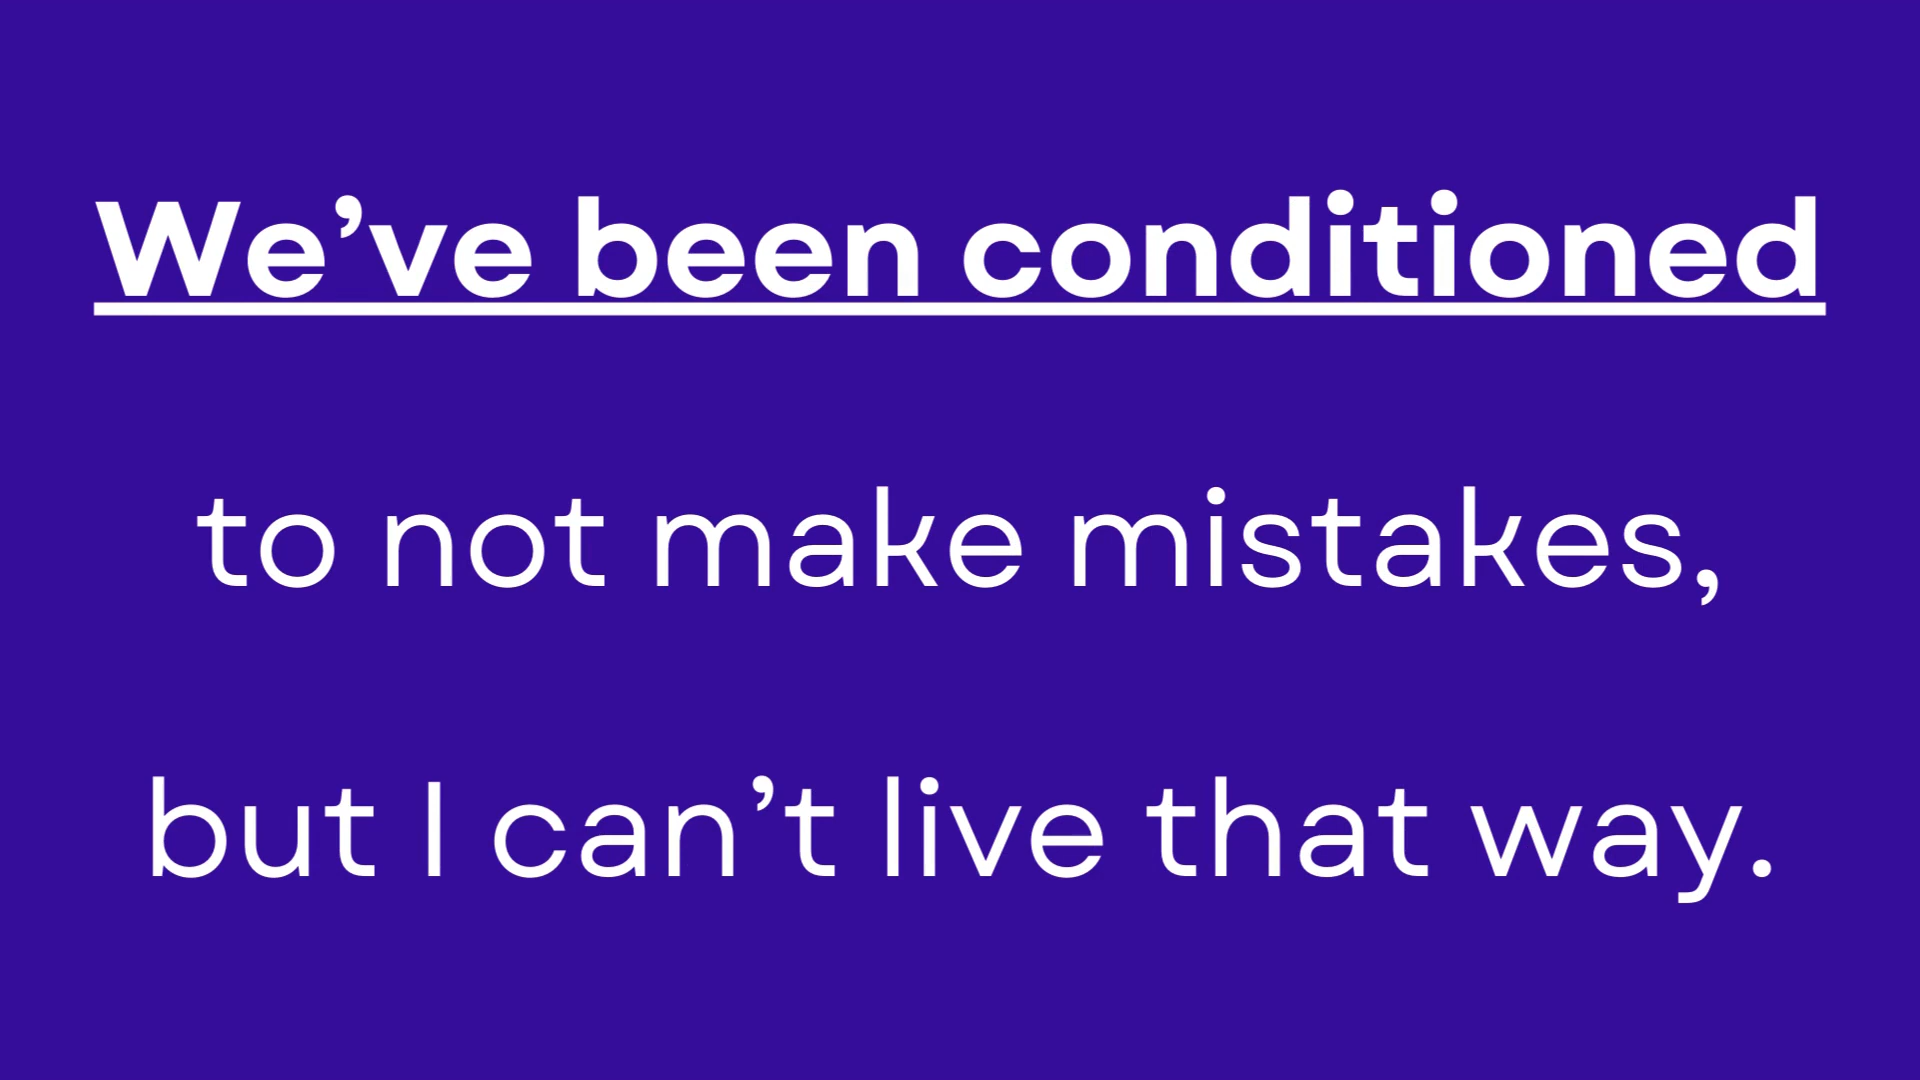 We’ve been conditioned
to not make mistakes,
but I can’t live that way.